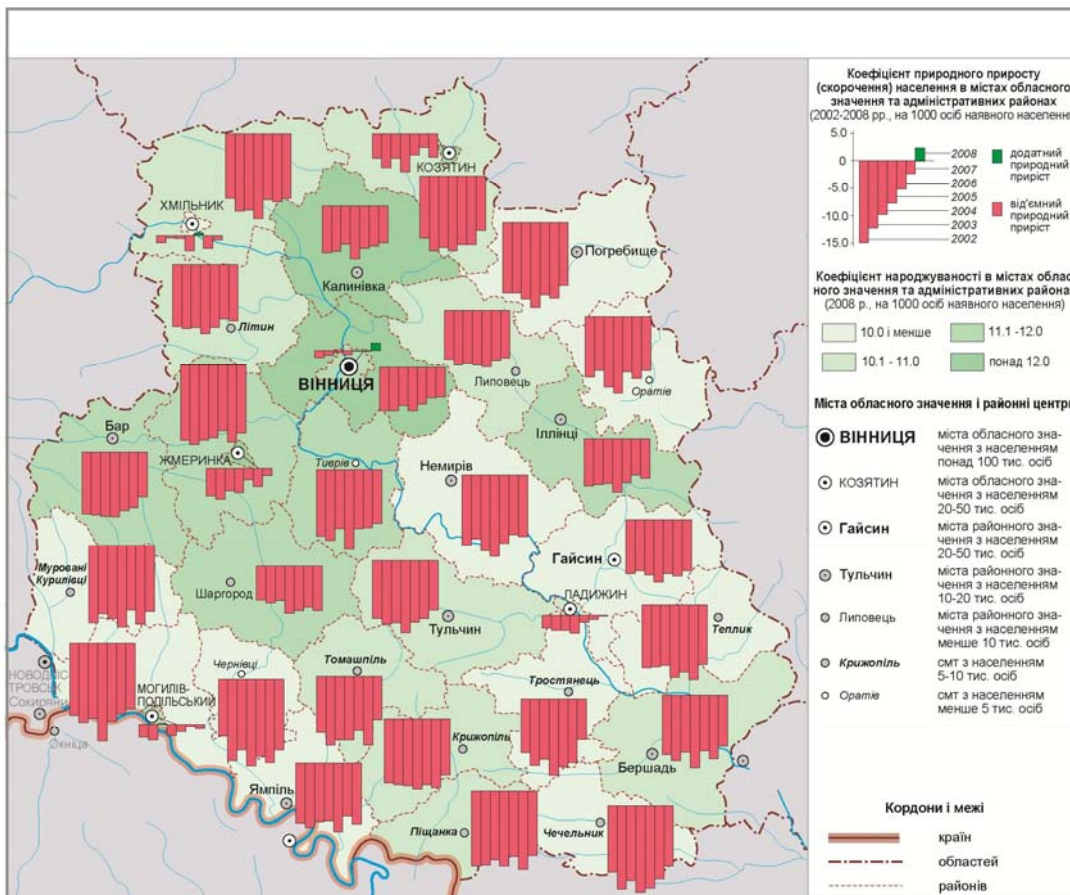 КОЗЯТИН
ХМІЛЬНИК
Погребище
Калинівка
Літин
ВІННИЦЯ
Липовець
Оратів
Бар
Іллінці
ЖМЕРИНКА
Тиврів
Немирів
Муровані
Курилівці
Гайсин
Шаргород
ЛАДИЖИН
Тульчин
Теплик
НОВОДНІС
ТРОВСЬК
Сокиряни
Чернівці
Томашпіль
Тростянець
МОГИЛІВ-
ПОДІЛЬСЬКИЙ
Окніца
Крижопіль
Бершадь
Ямпіль
Піщанка
Чечельник
Коефіцієнт природного приросту
(скорочення) населення в містах обласного
значення та адміністративних районах
(2002-2008 рр., на 1000 осіб наявного населення
5.0
0
-5.0
-10.0
-15.0
2008
2007
2006
2005
2004
2003
2002
додатний
природний
приріст
від'ємний
природний
приріст
Коефіцієнт народжуваності в містах облас
ного значення та адміністративних района
(2008 р., на 1000 осіб наявного населення)
10.0 і менше
11.1 -12.0
10.1 - 11.0
понад 12.0
Міста обласного значення і районні центри
ВІННИЦЯ
міста обласного зна-
чення з населенням
понад 100 тис. осіб
КОЗЯТИН
міста обласного зна-
чення з населенням
20-50 тис. осіб
Гайсин
міста районного зна-
чення з населенням
20-50 тис. осіб
Тульчин
міста районного зна-
чення з населенням
10-20 тис. осіб
Липовець
міста районного зна-
чення з населенням
менше 10 тис. осіб
Крижопіль
смт з населенням
5-10 тис. осіб
Оратів
смт з населенням
менше 5 тис. осіб
Кордони і межі
країн
областей
районів